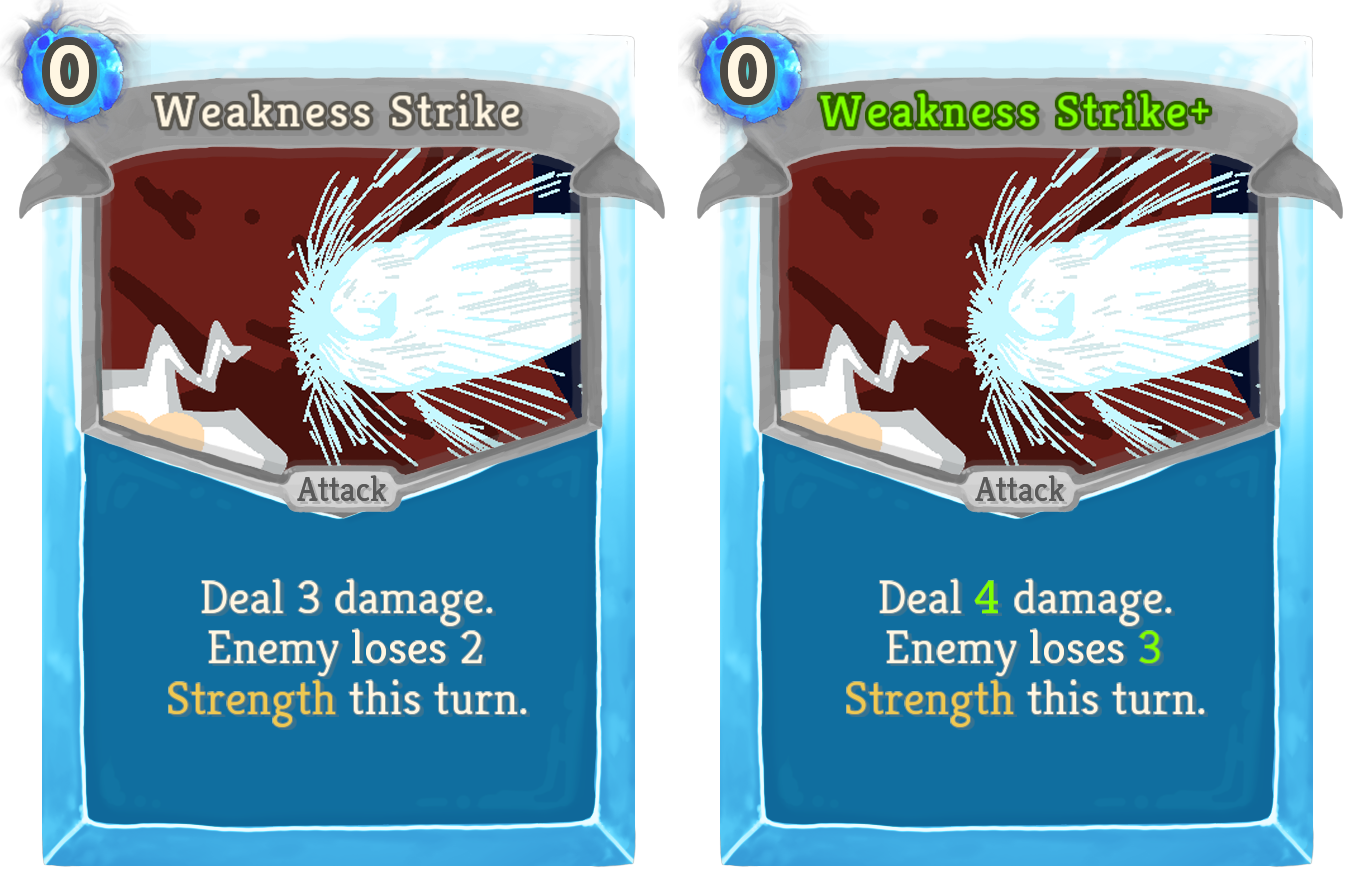 0
Weakness Strike
Attack
Deal 3 damage.
Enemy loses 2
Strength this turn.
0
Weakness Strike+
Attack
Deal 4 damage.
Enemy loses 3
Strength this turn.